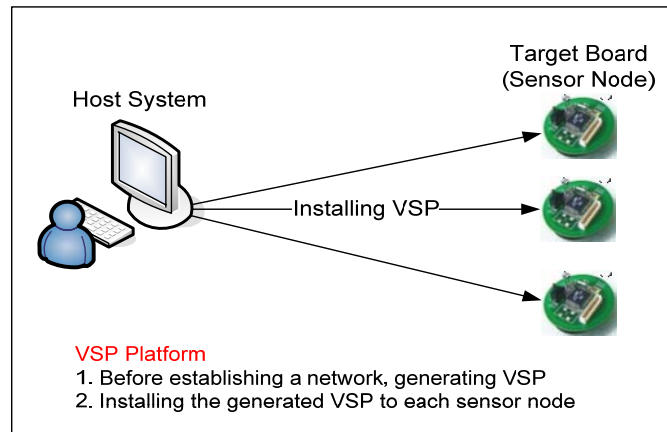 Target Board
(Sensor Node)
Host System
Installing VSP
VSP Platform
1. Before establishing a network, generating VSP
2. Installing the generated VSP to each sensor node